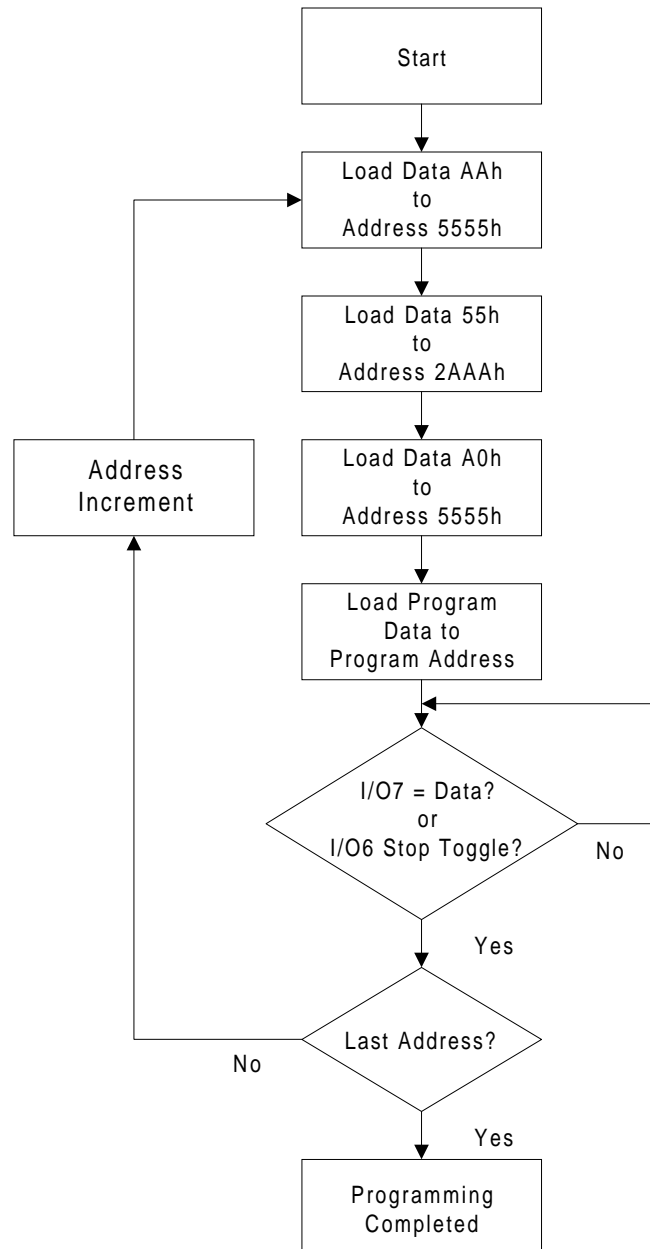 Start
Load Data AAh
to
Address 5555h
Load Data 55h
to
Address 2AAAh
Address
Increment
Load Data A0h
to
Address 5555h
Load Program
Data to
Program Address
I/O7 = Data?
or
I/O6 Stop Toggle?
No
Yes
Last Address?
No
Yes
Programming
Completed